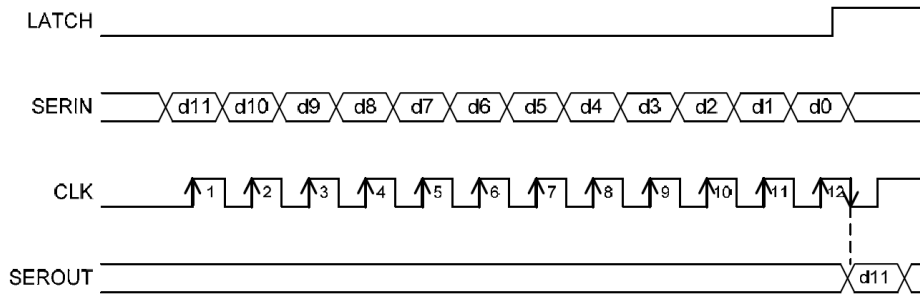 LATCH
SERIN d11 d10 d9 d8 d7 d6 d5 d4 d3 d2 d1 d0
CLK 1 2 3 4 5 6 7 8 9 10 11 12
SEROUT d11